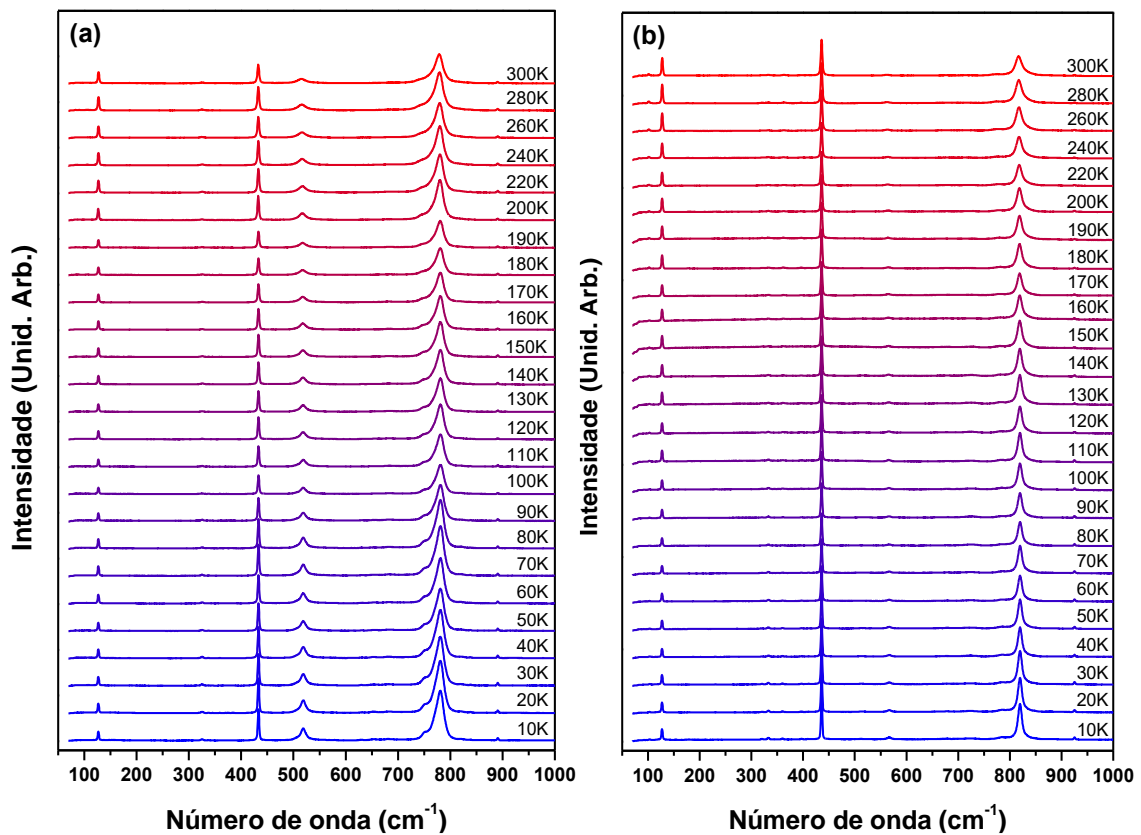 (a)
300K
280K
260K
240K
220K
200K
190K
180K
170K
160K
150K
140K
130K
120K
110K
100K
90K
80K
70K
60K
50K
40K
30K
20K
10K
Intensidade (Unid. Arb.)
100 200 300 400 500 600 700 800 900 1000
Número de onda (cm⁻¹)
(b)
300K
280K
260K
240K
220K
200K
190K
180K
170K
160K
150K
140K
130K
120K
110K
100K
90K
80K
70K
60K
50K
40K
30K
20K
10K
Intensidade (Unid. Arb.)
100 200 300 400 500 600 700 800 900 1000
Número de onda (cm⁻¹)